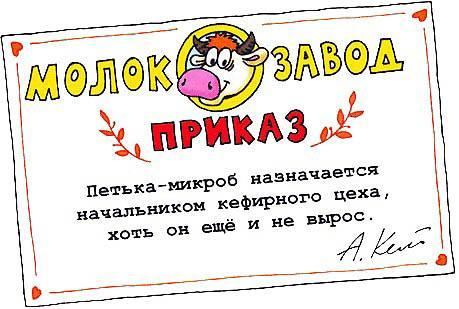 МОЛОК ЗАВОД
ПРИКАЗ
Петька-микроб назначается
начальником кефирного цеха,
хоть он ещё и не вырос.